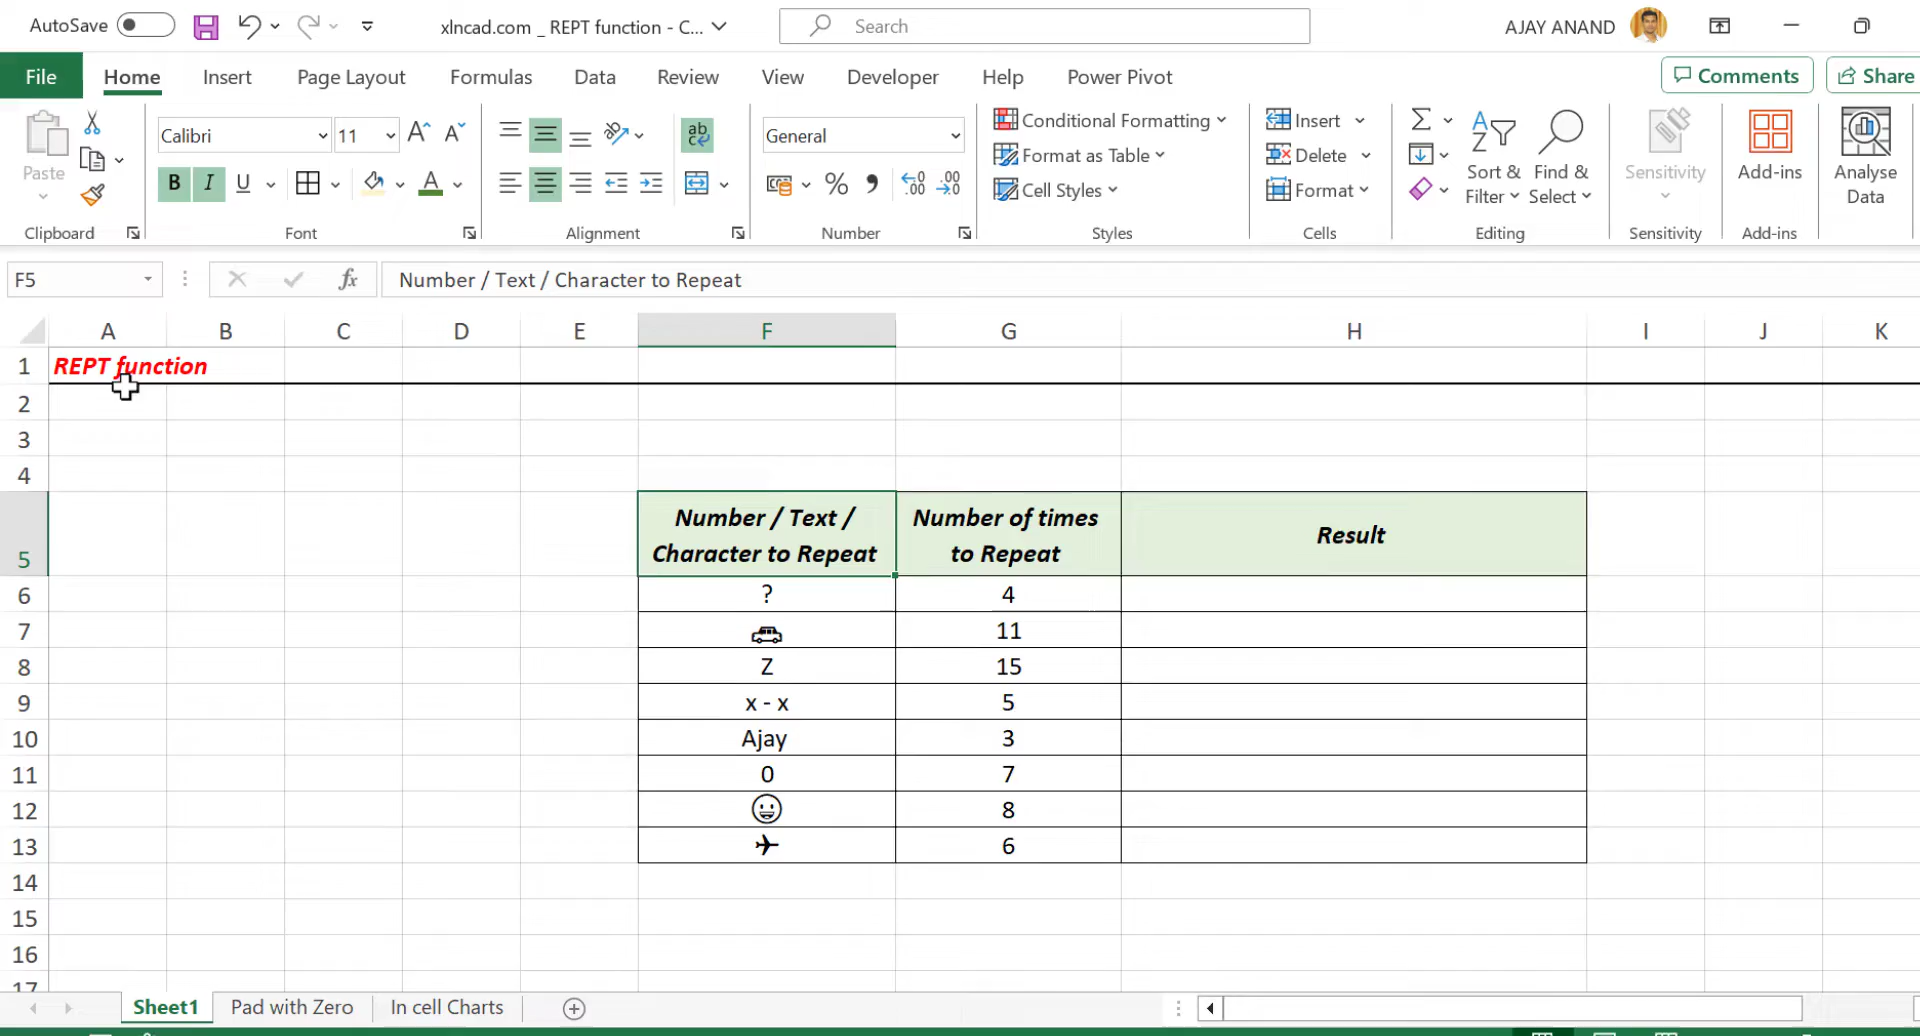 AutoSave
xlncad.com _ REPT function - C...
Search
AJAY ANAND
File
Home
Insert
Page Layout
Formulas
Data
Review
View
Developer
Help
Power Pivot
Comments
Share
Paste
Calibri
11
B I U
ab
General
% , .00 .00
Conditional Formatting
Format as Table
Cell Styles
Insert
Delete
Format
Sort & Filter
Find & Select
Sensitivity
Add-ins
Analyse Data
Clipboard
Font
Alignment
Number
Styles
Cells
Editing
Sensitivity
Add-ins
F5
fx
Number / Text / Character to Repeat
A B C D E F G H I J K
1 REPT function
2
3
4
5
Number / Text /
Character to Repeat
Number of times
to Repeat
Result
6 ? 4
7 11
8 Z 15
9 x - x 5
10 Ajay 3
11 0 7
12 8
13 6
14
15
16
17
Sheet1
Pad with Zero
In cell Charts